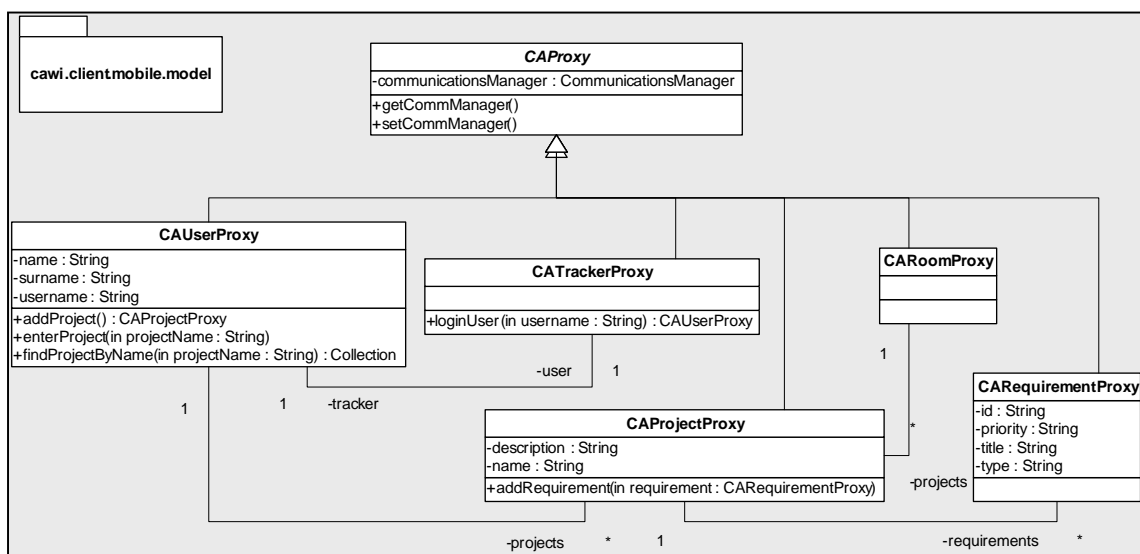 cawi.client.mobile.model
CAProxy
-communicationsManager : CommunicationsManager
+getCommManager()
+setCommManager()
CAUserProxy
-name : String
-surname : String
-username : String
+addProject() : CAProjectProxy
+enterProject(in projectName : String)
+findProjectByName(in projectName : String) : Collection
CATrackerProxy
+loginUser(in username : String) : CAUserProxy
CARoomProxy
-user
1
1
-tracker
1
1
*
-projects
CARequirementProxy
-id : String
-priority : String
-title : String
-type : String
CAProjectProxy
-description : String
-name : String
+addRequirement(in requirement : CARequirementProxy)
-projects
*
1
-requirements
*